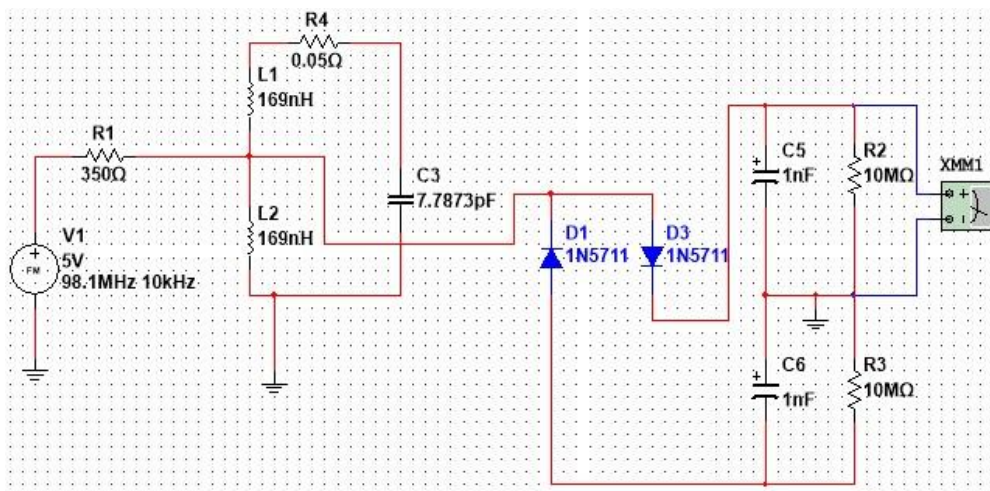 R4
0.05Ω
L1
169nH
R1
350Ω
C3
7.7873pF
L2
169nH
V1
5V
98.1MHz 10kHz
FM
D1
1N5711
D3
1N5711
C5
1nF
R2
10MΩ
XMM1
C6
1nF
R3
10MΩ